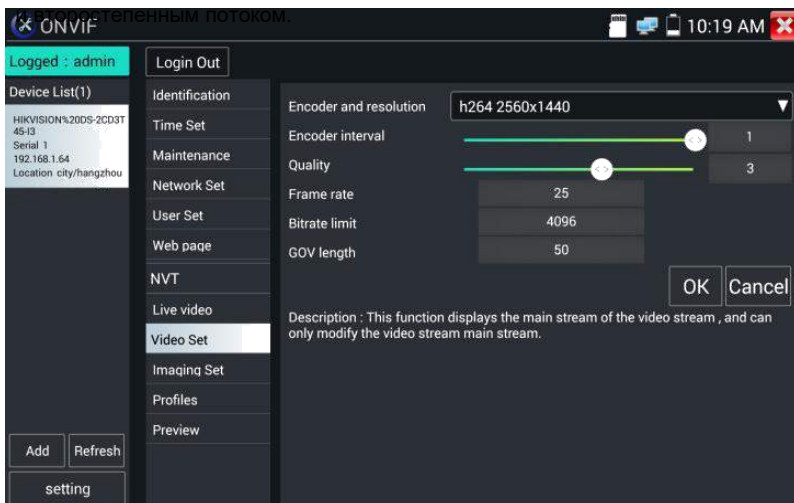 и второстепенным потоком.
ONVIF
10:19 AM
Logged : admin
Login Out
Device List(1)
HIKVISION%20DS-2CD3T
45-I3
Serial 1
192.168.1.64
Location city/hangzhou
Identification
Time Set
Maintenance
Network Set
User Set
Web page
NVT
Live video
Video Set
Imaging Set
Profiles
Preview
Encoder and resolution
h264 2560x1440
Encoder interval
1
Quality
3
Frame rate
25
Bitrate limit
4096
GOV length
50
OK
Cancel
Description : This function displays the main stream of the video stream , and can
only modify the video stream main stream.
Add
Refresh
setting